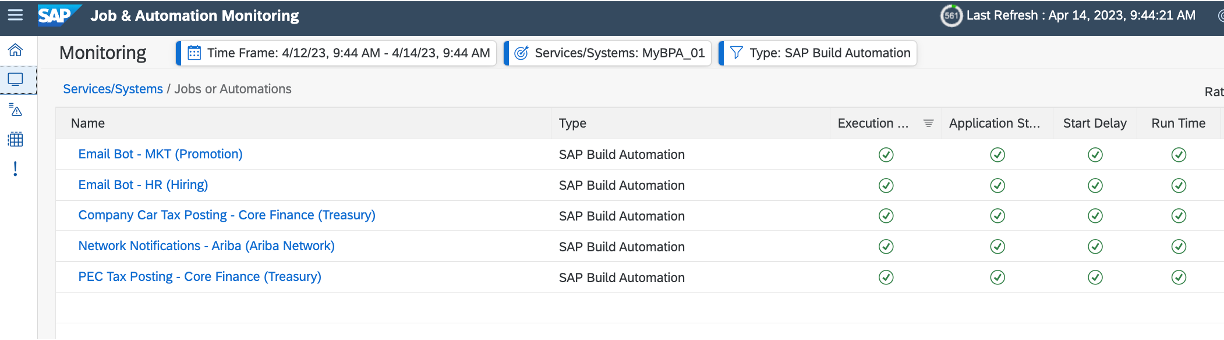 SAP Job & Automation Monitoring 561 Last Refresh : Apr 14, 2023, 9:44:21 AM
Monitoring Time Frame: 4/12/23, 9:44 AM - 4/14/23, 9:44 AM Services/Systems: MyBPA_01 Type: SAP Build Automation
Services/Systems / Jobs or Automations Rat
Name Type Execution ... Application St... Start Delay Run Time
Email Bot - MKT (Promotion) SAP Build Automation
Email Bot - HR (Hiring) SAP Build Automation
Company Car Tax Posting - Core Finance (Treasury) SAP Build Automation
Network Notifications - Ariba (Ariba Network) SAP Build Automation
PEC Tax Posting - Core Finance (Treasury) SAP Build Automation